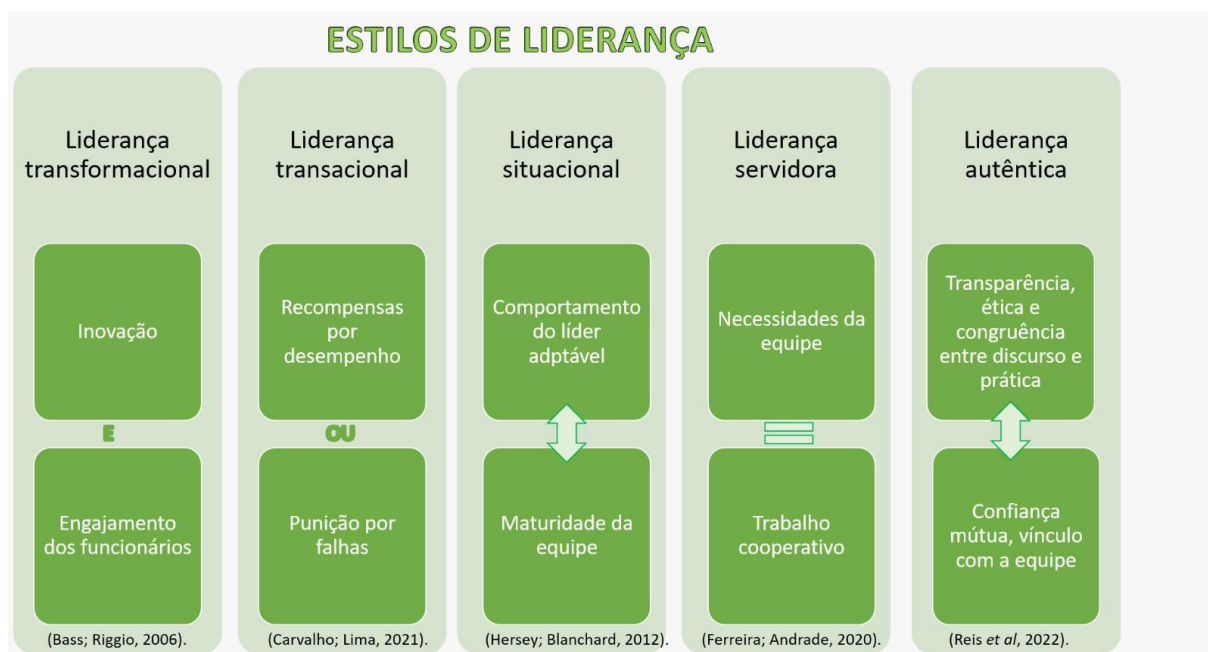 ESTILOS DE LIDERANÇA
Liderança
transformacional
Inovação
E
Engajamento
dos funcionários
(Bass; Riggio, 2006).
Liderança
transacional
Recompensas
por
desempenho
OU
Punição por
falhas
(Carvalho; Lima, 2021).
Liderança
situacional
Comportamento
do líder
adptável
Maturidade da
equipe
(Hersey; Blanchard, 2012).
Liderança
servidora
Necessidades da
equipe
Trabalho
cooperativo
(Ferreira; Andrade, 2020).
Liderança
autêntica
Transparência,
ética e
congruência
entre discurso e
prática
Confiança
mútua, vínculo
com a equipe
(Reis et al, 2022).